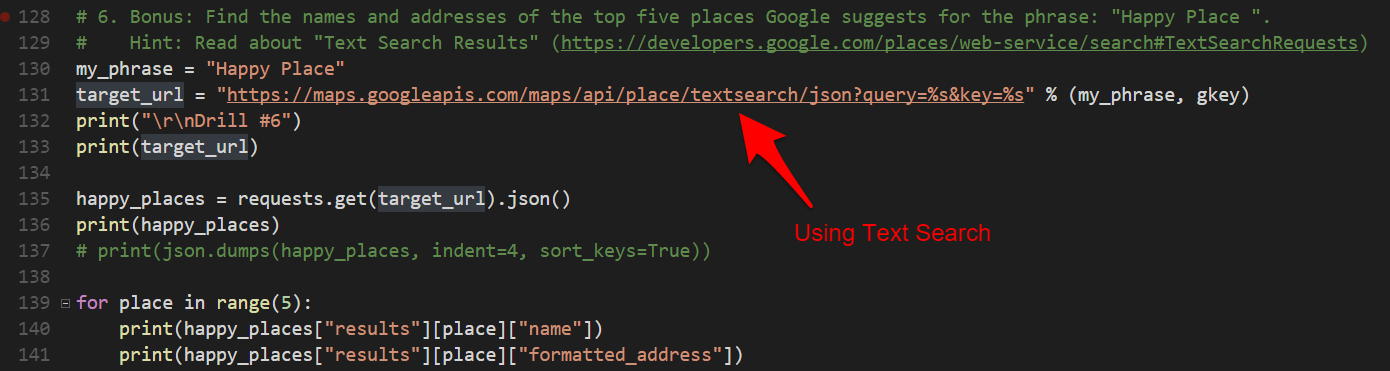 128 # 6. Bonus: Find the names and addresses of the top five places Google suggests for the phrase: "Happy Place ".
129 #    Hint: Read about "Text Search Results" (https://developers.google.com/places/web-service/search#TextSearchRequests)
130 my_phrase = "Happy Place"
131 target_url = "https://maps.googleapis.com/maps/api/place/textsearch/json?query=%s&key=%s" % (my_phrase, gkey)
132 print("\r\nDrill #6")
133 print(target_url)
134
135 happy_places = requests.get(target_url).json()
136 print(happy_places)
Using Text Search
137 # print(json.dumps(happy_places, indent=4, sort_keys=True))
138
139 for place in range(5):
140     print(happy_places["results"][place]["name"])
141     print(happy_places["results"][place]["formatted_address"])